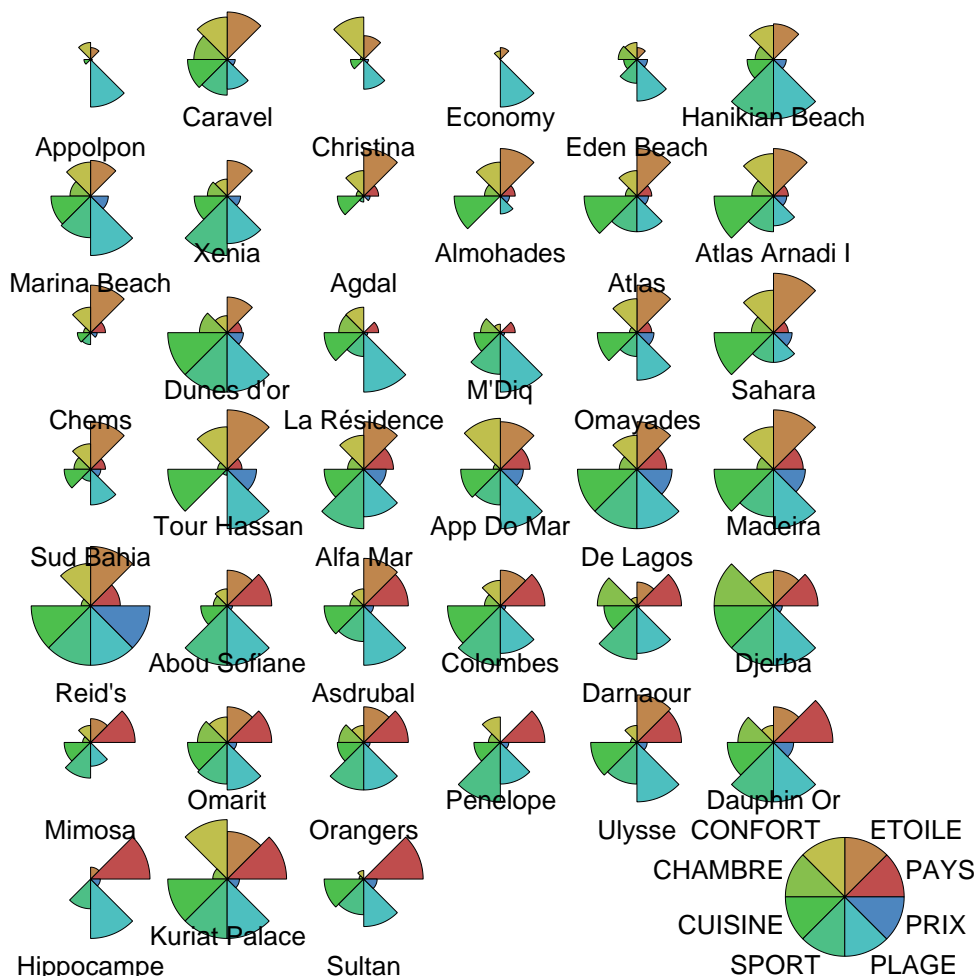 Caravel Economy Hanikian Beach
Appolpon Christina Eden Beach
Xenia Almohades Atlas Arnadi I
Marina Beach Agdal Atlas
Dunes d'or M'Diq Sahara
Chems La Résidence Omayades
Tour Hassan App Do Mar Madeira
Sud Bahia Alfa Mar De Lagos
Abou Sofiane Colombes Djerba
Reid's Asdrubal Darnaour
Omarit Penelope Dauphin Or
Mimosa Orangers Ulysse
CONFORT ETOILE
CHAMBRE PAYS
CUISINE PRIX
SPORT PLAGE
Kuriat Palace
Hippocampe Sultan